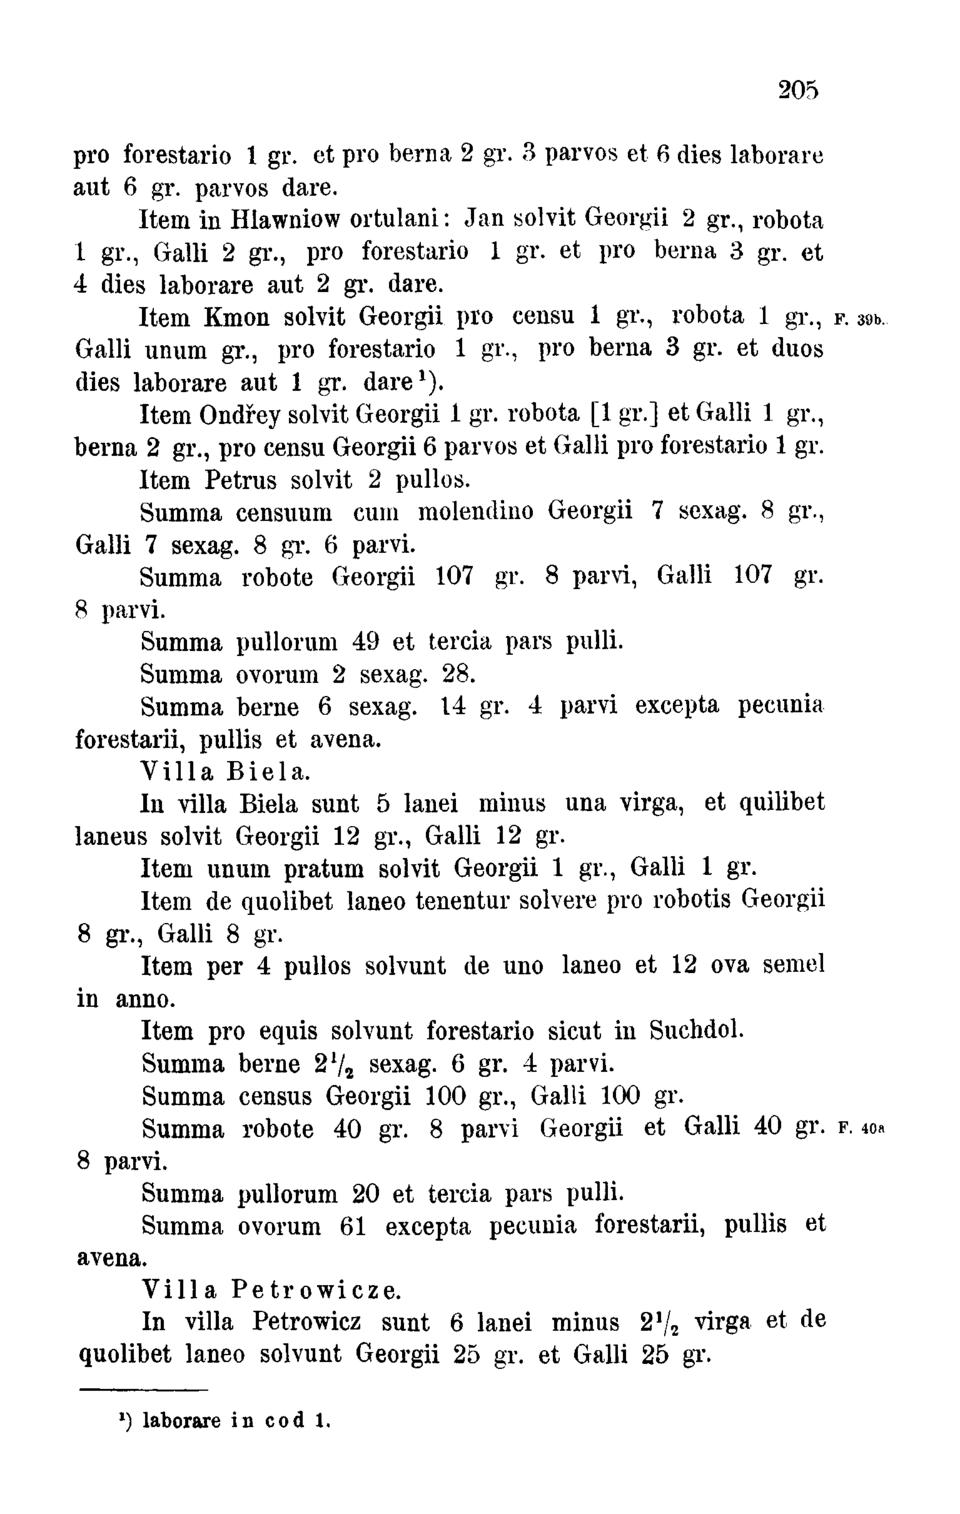 205
pro forestario 1 gr. et pro berna 2 gr. 3 parvos et 6 dies laborare
aut 6 gr. parvos dare.
Item in Hlawniow ortulani: Jan solvit Georgii 2 gr., robota
1 gr., Galli 2 gr., pro forestario 1 gr. et pro berna 3 gr. et
4 dies laborare aut 2 gr. dare.
Item Kmon solvit Georgii pro censu 1 gr., robota 1 gr., F. 39b.
Galli unum gr., pro forestario 1 gr., pro berna 3 gr. et duos
dies laborare aut 1 gr. dare¹).
Item Ondřey solvit Georgii 1 gr. robota [1 gr.] et Galli 1 gr.,
berna 2 gr., pro censu Georgii 6 parvos et Galli pro forestario 1 gr.
Item Petrus solvit 2 pullos.
Summa censuum cum molendino Georgii 7 sexag. 8 gr.,
Galli 7 sexag. 8 gr. 6 parvi.
Summa robote Georgii 107 gr. 8 parvi, Galli 107 gr.
8 parvi.
Summa pullorum 49 et tercia pars pulli.
Summa ovorum 2 sexag. 28.
Summa berne 6 sexag. 14 gr. 4 parvi excepta pecunia
forestarii, pullis et avena.
Villa Biela.
In villa Biela sunt 5 lanei minus una virga, et quilibet
laneus solvit Georgii 12 gr., Galli 12 gr.
Item unum pratum solvit Georgii 1 gr., Galli 1 gr.
Item de quolibet laneo tenentur solvere pro robotis Georgii
8 gr., Galli 8 gr.
Item per 4 pullos solvunt de uno laneo et 12 ova semel
in anno.
Item pro equis solvunt forestario sicut in Suchdol.
Summa berne 2¹/₂ sexag. 6 gr. 4 parvi.
Summa census Georgii 100 gr., Galli 100 gr.
Summa robote 40 gr. 8 parvi Georgii et Galli 40 gr. F. 40a
8 parvi.
Summa pullorum 20 et tercia pars pulli.
Summa ovorum 61 excepta pecunia forestarii, pullis et
avena.
Villa Petrowicze.
In villa Petrowicz sunt 6 lanei minus 2¹/₂ virga et de
quolibet laneo solvunt Georgii 25 gr. et Galli 25 gr.
¹) laborare in cod 1.